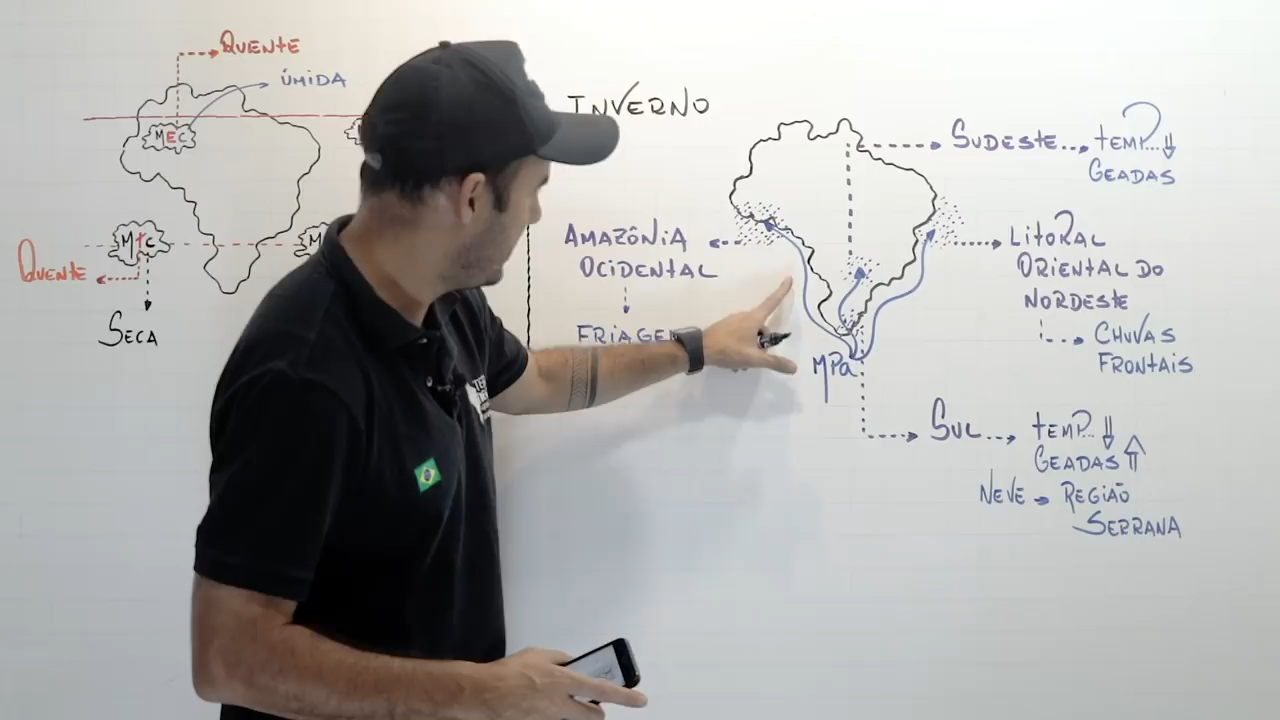 QUENTE
ÚMIDA
MEC
MTC
QUENTE
SECA
INVERNO
AMAZÔNIA
OCIDENTAL
MPa
SUDESTE
TEMP.
GEADAS
LITORAL
ORIENTAL DO
NORDESTE
CHUVAS
FRONTAIS
SUL
TEMP.
GEADAS
NEVE → REGIÃO
SERRANA